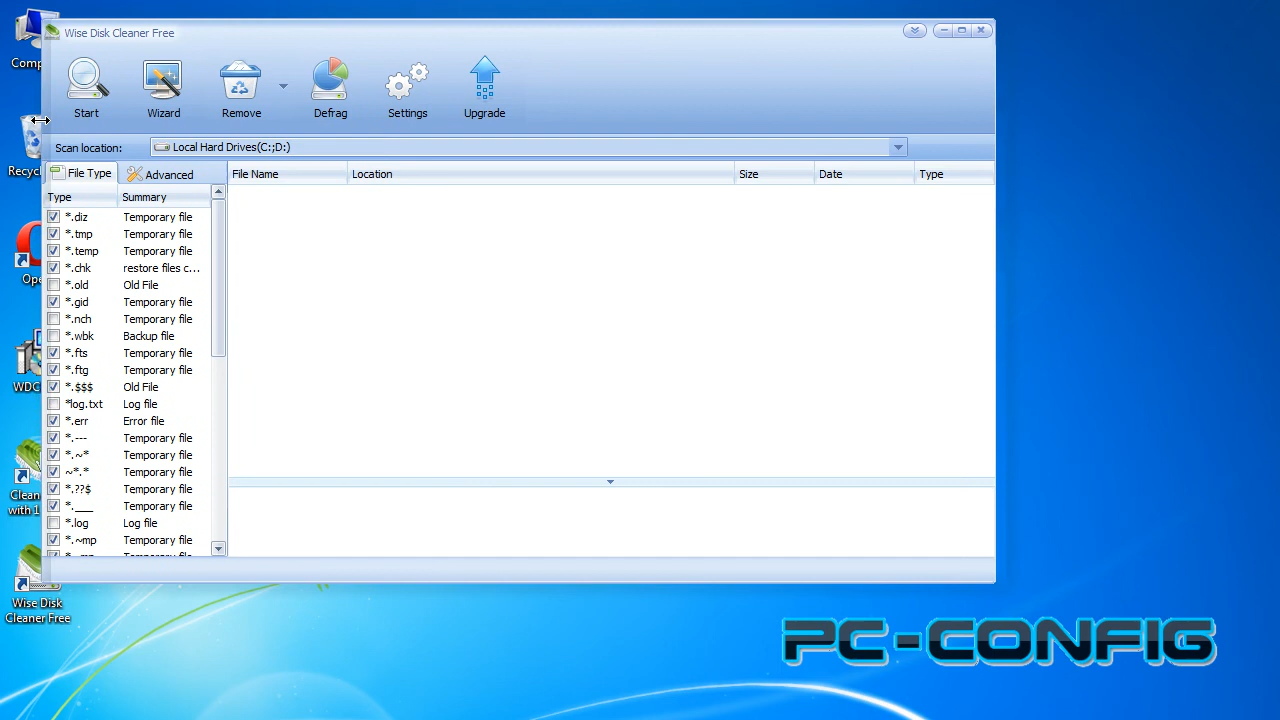 Comp
Recyc
Ope
WDC
Clean
with 1
Wise Disk
Cleaner Free
Wise Disk Cleaner Free
Start
Wizard
Remove
Defrag
Settings
Upgrade
Scan location:
Local Hard Drives(C:;D:)
File Type
Advanced
File Name
Location
Size
Date
Type
Type
Summary
*.diz Temporary file
*.tmp Temporary file
*.temp Temporary file
*.chk restore files c...
*.old Old File
*.gid Temporary file
*.nch Temporary file
*.wbk Backup file
*.fts Temporary file
*.ftg Temporary file
*.$$$ Old File
*log.txt Log file
*.err Error file
*.--- Temporary file
*.~* Temporary file
~*.* Temporary file
*.??$ Temporary file
*.___ Temporary file
*.log Log file
*.~mp Temporary file
PC-CONFIG